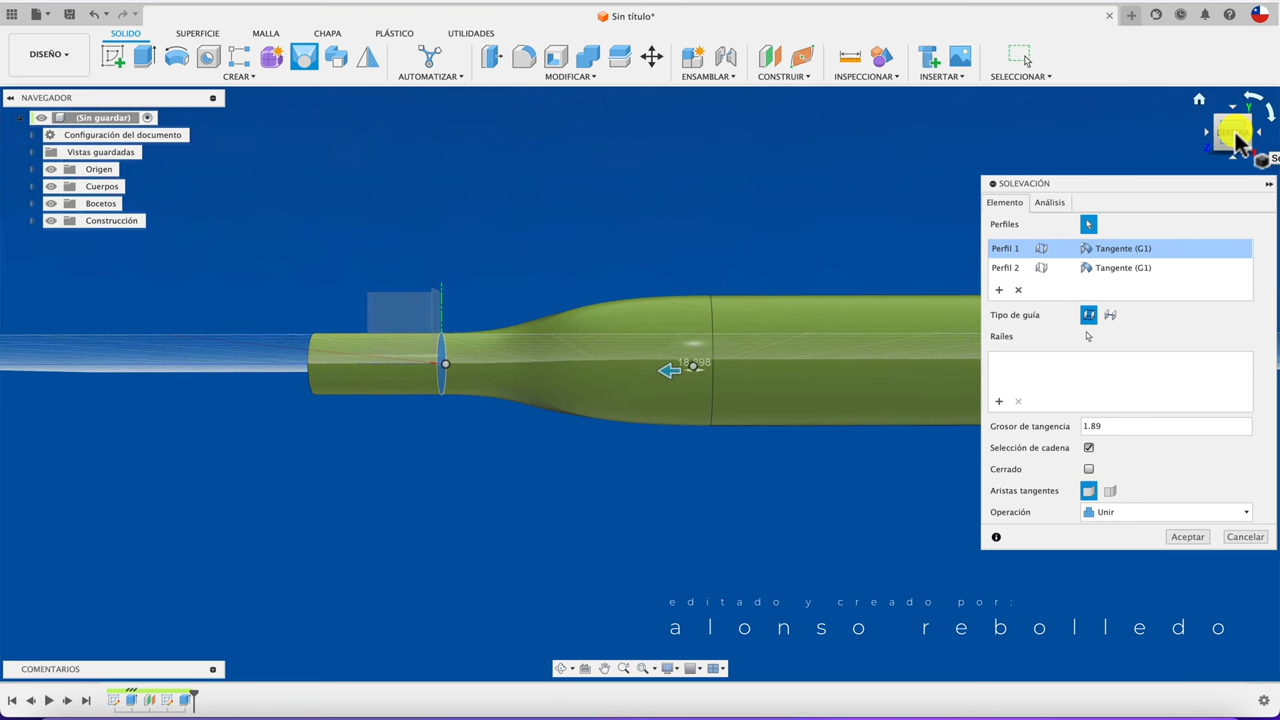 Sin título*
DISEÑO
SOLIDO
SUPERFICIE
MALLA
CHAPA
PLÁSTICO
UTILIDADES
CREAR
AUTOMATIZAR
MODIFICAR
ENSAMBLAR
CONSTRUIR
INSPECCIONAR
INSERTAR
SELECCIONAR
NAVEGADOR
(Sin guardar)
Configuración del documento
Vistas guardadas
Origen
Cuerpos
Bocetos
Construcción
Y
Z
DERECHA
SOLEVACIÓN
Elemento
Análisis
Perfiles
Perfil 1
Tangente (G1)
Perfil 2
Tangente (G1)
Tipo de guía
Raíles
Grosor de tangencia
1.89
Selección de cadena
Cerrado
Aristas tangentes
Operación
Unir
Aceptar
Cancelar
editado y creado por:
alonso rebolledo
COMENTARIOS